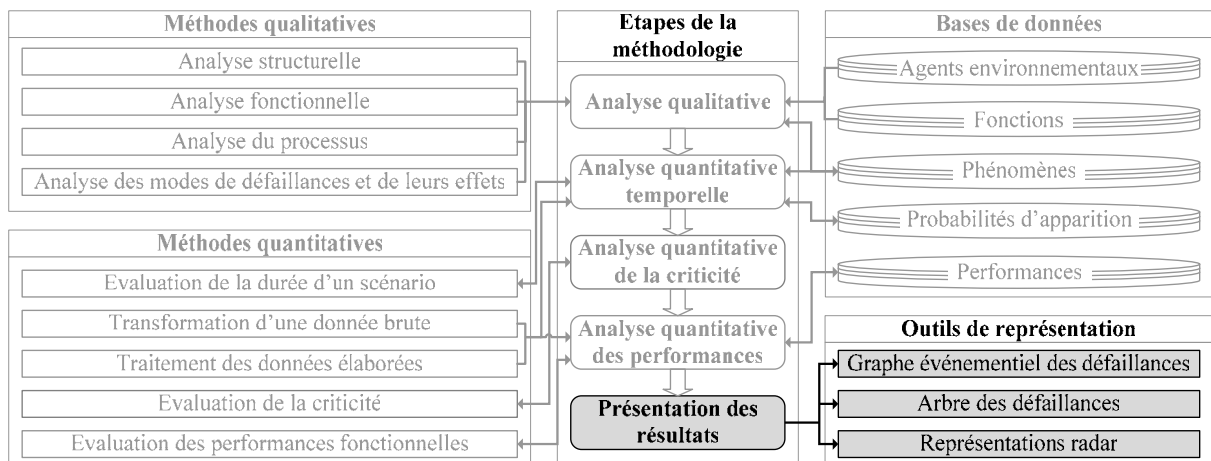 Méthodes qualitatives
Analyse structurelle
Analyse fonctionnelle
Analyse du processus
Analyse des modes de défaillances et de leurs effets
Méthodes quantitatives
Evaluation de la durée d'un scénario
Transformation d'une donnée brute
Traitement des données élaborées
Evaluation de la criticité
Evaluation des performances fonctionnelles
Etapes de la
méthodologie
Analyse qualitative
Analyse quantitative
temporelle
Analyse quantitative
de la criticité
Analyse quantitative
des performances
Présentation des
résultats
Bases de données
Agents environnementaux
Fonctions
Phénomènes
Probabilités d'apparition
Performances
Outils de représentation
Graphe événementiel des défaillances
Arbre des défaillances
Représentations radar